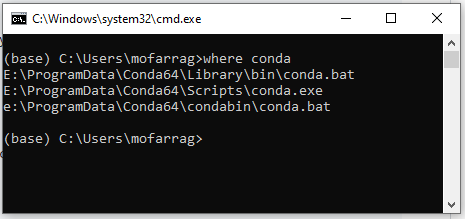 C:\Windows\system32\cmd.exe
(base) C:\Users\mofarrag>where conda
E:\ProgramData\Conda64\Library\bin\conda.bat
E:\ProgramData\Conda64\Scripts\conda.exe
e:\ProgramData\Conda64\condabin\conda.bat
(base) C:\Users\mofarrag>